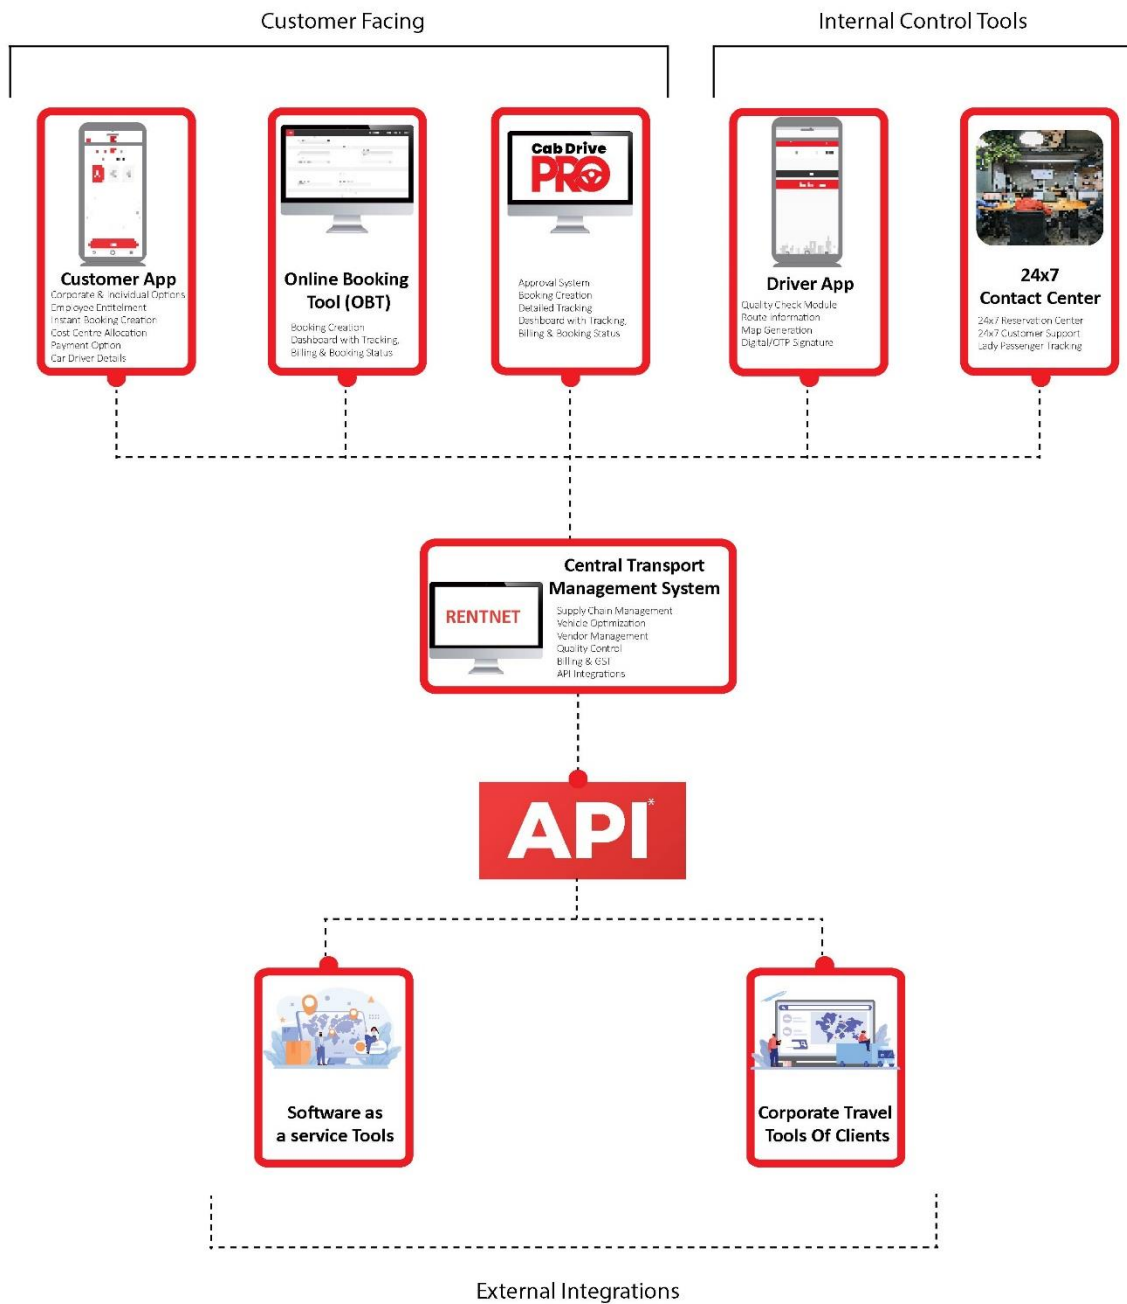 Customer Facing
Internal Control Tools
Customer App
Corporate & Individual Options
Employee Entitelment
Instant Booking Creation
Cost Centre Allocation
Payment Option
Car Driver Details
Online Booking
Tool (OBT)
Booking Creation
Dashboard with Tracking,
Billing & Booking Status
Cab Drive
PRO
Approval System
Booking Creation
Detailed Tracking
Dashboard with Tracking,
Billing & Booking Status
Driver App
Quality Check Module
Route Information
Map Generation
Digital/OTP Signature
24x7
Contact Center
24x7 Reservation Center
24x7 Customer Support
Lady Passenger Tracking
RENTNET
Central Transport
Management System
Supply Chain Management
Vehicle Optimization
Vendor Management
Quality Control
Billing & GST
API Integrations
API*
Software as
a service Tools
Corporate Travel
Tools Of Clients
External Integrations